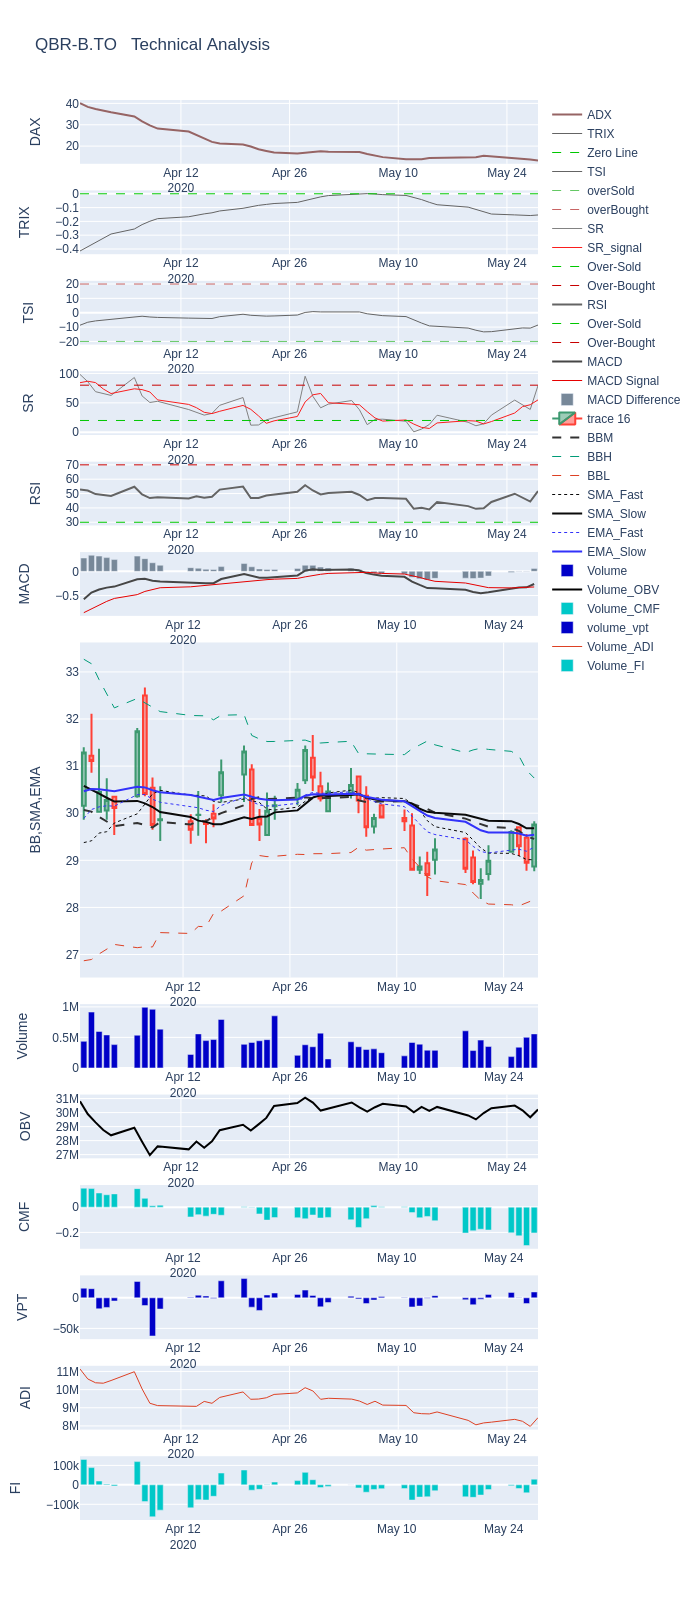 QBR-B.TO   Technical Analysis
DAX
40
30
20
Apr 12
2020
Apr 26
May 10
May 24
TRIX
0
−0.1
−0.2
−0.3
−0.4
Apr 12
2020
Apr 26
May 10
May 24
TSI
20
10
0
−10
−20
Apr 12
2020
Apr 26
May 10
May 24
SR
100
50
0
Apr 12
2020
Apr 26
May 10
May 24
RSI
70
60
50
40
30
Apr 12
2020
Apr 26
May 10
May 24
MACD
0
−0.5
Apr 12
2020
Apr 26
May 10
May 24
BB,SMA,EMA
33
32
31
30
29
28
27
Apr 12
2020
Apr 26
May 10
May 24
Volume
1M
0.5M
0
Apr 12
2020
Apr 26
May 10
May 24
OBV
31M
30M
29M
28M
27M
Apr 12
2020
Apr 26
May 10
May 24
CMF
0
−0.2
Apr 12
2020
Apr 26
May 10
May 24
VPT
0
−50k
Apr 12
2020
Apr 26
May 10
May 24
ADI
11M
10M
9M
8M
Apr 12
2020
Apr 26
May 10
May 24
FI
100k
0
−100k
Apr 12
2020
Apr 26
May 10
May 24
ADX
TRIX
Zero Line
TSI
overSold
overBought
SR
SR_signal
Over-Sold
Over-Bought
RSI
Over-Sold
Over-Bought
MACD
MACD Signal
MACD Difference
trace 16
BBM
BBH
BBL
SMA_Fast
SMA_Slow
EMA_Fast
EMA_Slow
Volume
Volume_OBV
Volume_CMF
volume_vpt
Volume_ADI
Volume_FI